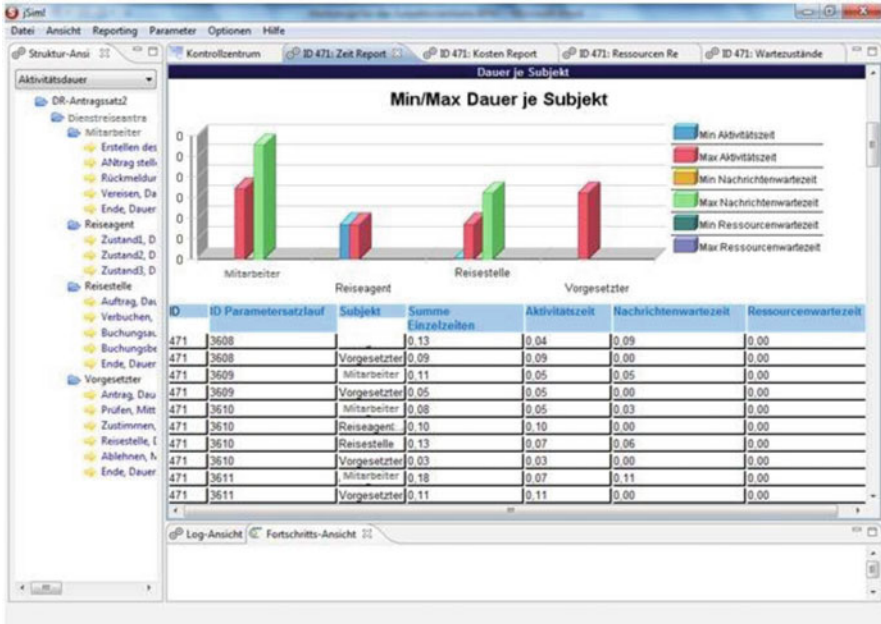 jSim!
Datei Ansicht Reporting Parameter Optionen Hilfe
Struktur-Ansi
Kontrollzentrum
ID 471: Zeit Report
ID 471: Kosten Report
ID 471: Ressourcen Re
ID 471: Wartezustände
Aktivitätsdauer
DR-Antragssatz2
Dienstreiseantra
Mitarbeiter
Erstellen des
ANtrag stell
Rückmeldur
Vereisen, Da
Ende, Dauer
Reiseagent
Zustand1, D
Zustand2, D
Zustand3, D
Reisestelle
Auftrag, Dau
Verbuchen,
Buchungsau
Buchungsbe
Ende, Dauer
Vorgesetzter
Antrag, Dau
Prüfen, Mitt
Zustimmen,
Reisestelle, D
Ablehnen, N
Ende, Dauer
Dauer je Subjekt
Min/Max Dauer je Subjekt
0
0
0
0
0
0
Mitarbeiter
Reiseagent
Reisestelle
Vorgesetzter
Min Aktivitätszeit
Max Aktivitätszeit
Min Nachrichtenwartezeit
Max Nachrichtenwartezeit
Min Ressourcenwartezeit
Max Ressourcenwartezeit
ID ID Parametersatzlauf Subjekt Summe Einzelzeiten Aktivitätszeit Nachrichtenwartezeit Ressourcenwartezeit
471 3608 0,13 0,04 0,09 0,00
471 3608 Vorgesetzter 0,09 0,09 0,00 0,00
471 3609 Mitarbeiter 0,11 0,05 0,05 0,00
471 3609 Vorgesetzter 0,05 0,05 0,00 0,00
471 3610 Mitarbeiter 0,08 0,05 0,03 0,00
471 3610 Reiseagent 0,10 0,10 0,00 0,00
471 3610 Reisestelle 0,13 0,07 0,06 0,00
471 3610 Vorgesetzter 0,03 0,03 0,00 0,00
471 3611 Mitarbeiter 0,18 0,07 0,11 0,00
471 3611 Vorgesetzter 0,11 0,11 0,00 0,00
Log-Ansicht
Fortschritts-Ansicht